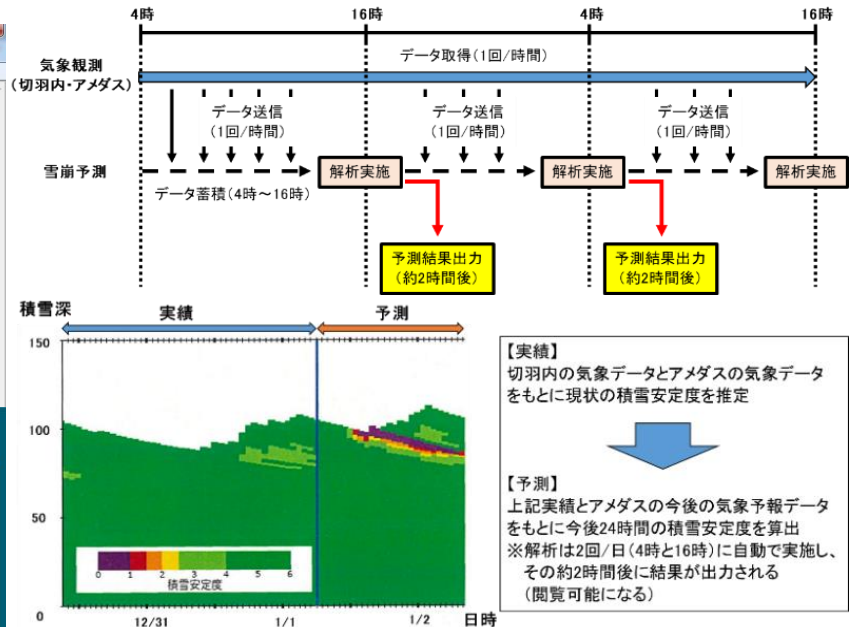 4時 16時 4時 16時
気象観測
(切羽内・アメダス)
データ取得(1回/時間)
データ送信
(1回/時間)
データ送信
(1回/時間)
データ送信
(1回/時間)
雪崩予測
解析実施
解析実施
解析実施
データ蓄積(4時~16時)
予測結果出力
(約2時間後)
予測結果出力
(約2時間後)
積雪深
実績
予測
150
100
50
0
0 1 2 3 4 5 6
積雪安定度
12/31 1/1 1/2 日時
【実績】
切羽内の気象データとアメダスの気象データ
をもとに現状の積雪安定度を推定
【予測】
上記実績とアメダスの今後の気象予報データ
をもとに今後24時間の積雪安定度を算出
※解析は2回/日(4時と16時)に自動で実施し、
その約2時間後に結果が出力される
(閲覧可能になる)